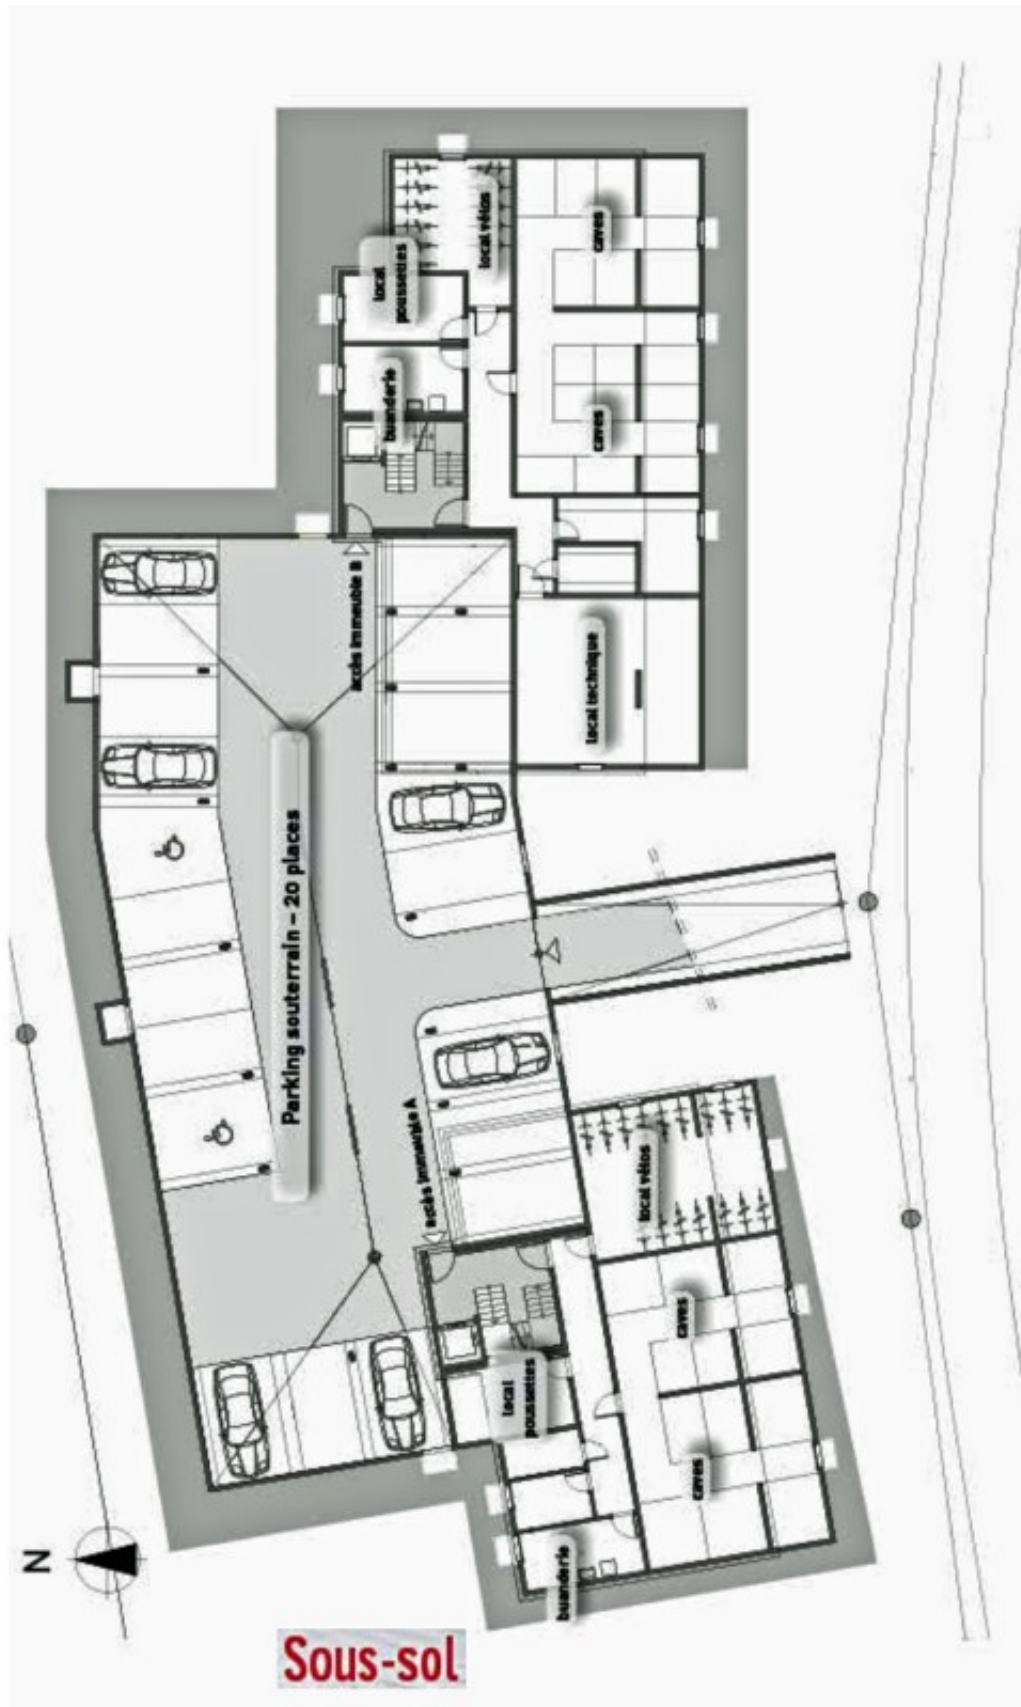 local
poussettes
local vélos
caves
buanderie
caves
accès immeuble B
local technique
Parking souterrain – 20 places
accès immeuble A
local vélos
local
poussettes
caves
caves
buanderie
N
Sous-sol